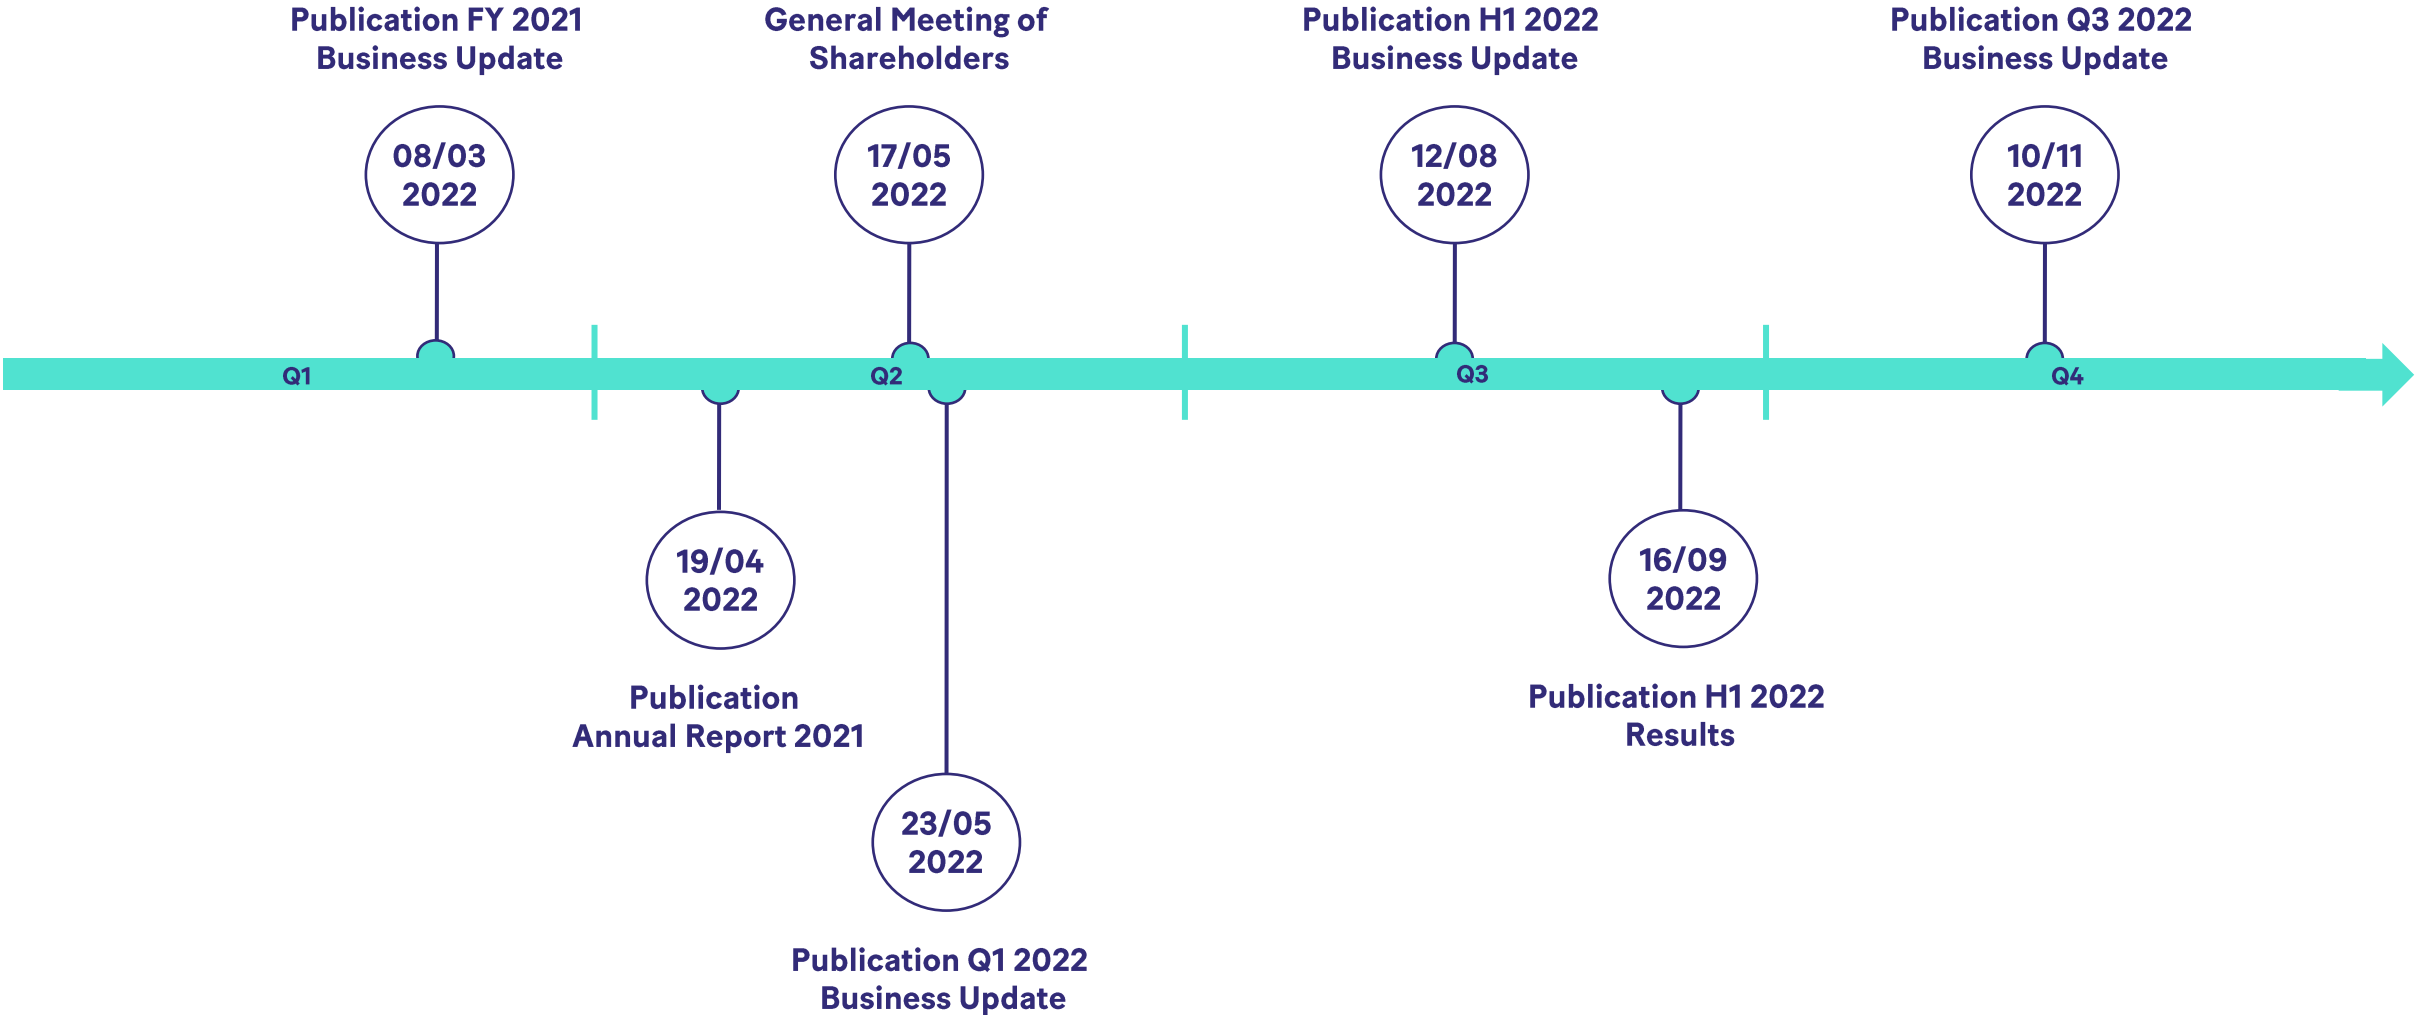 Publication FY 2021
Business Update
08/03
2022
General Meeting of
Shareholders
17/05
2022
Publication H1 2022
Business Update
12/08
2022
Publication Q3 2022
Business Update
10/11
2022
Q1
Q2
Q3
Q4
19/04
2022
Publication
Annual Report 2021
23/05
2022
Publication Q1 2022
Business Update
16/09
2022
Publication H1 2022
Results